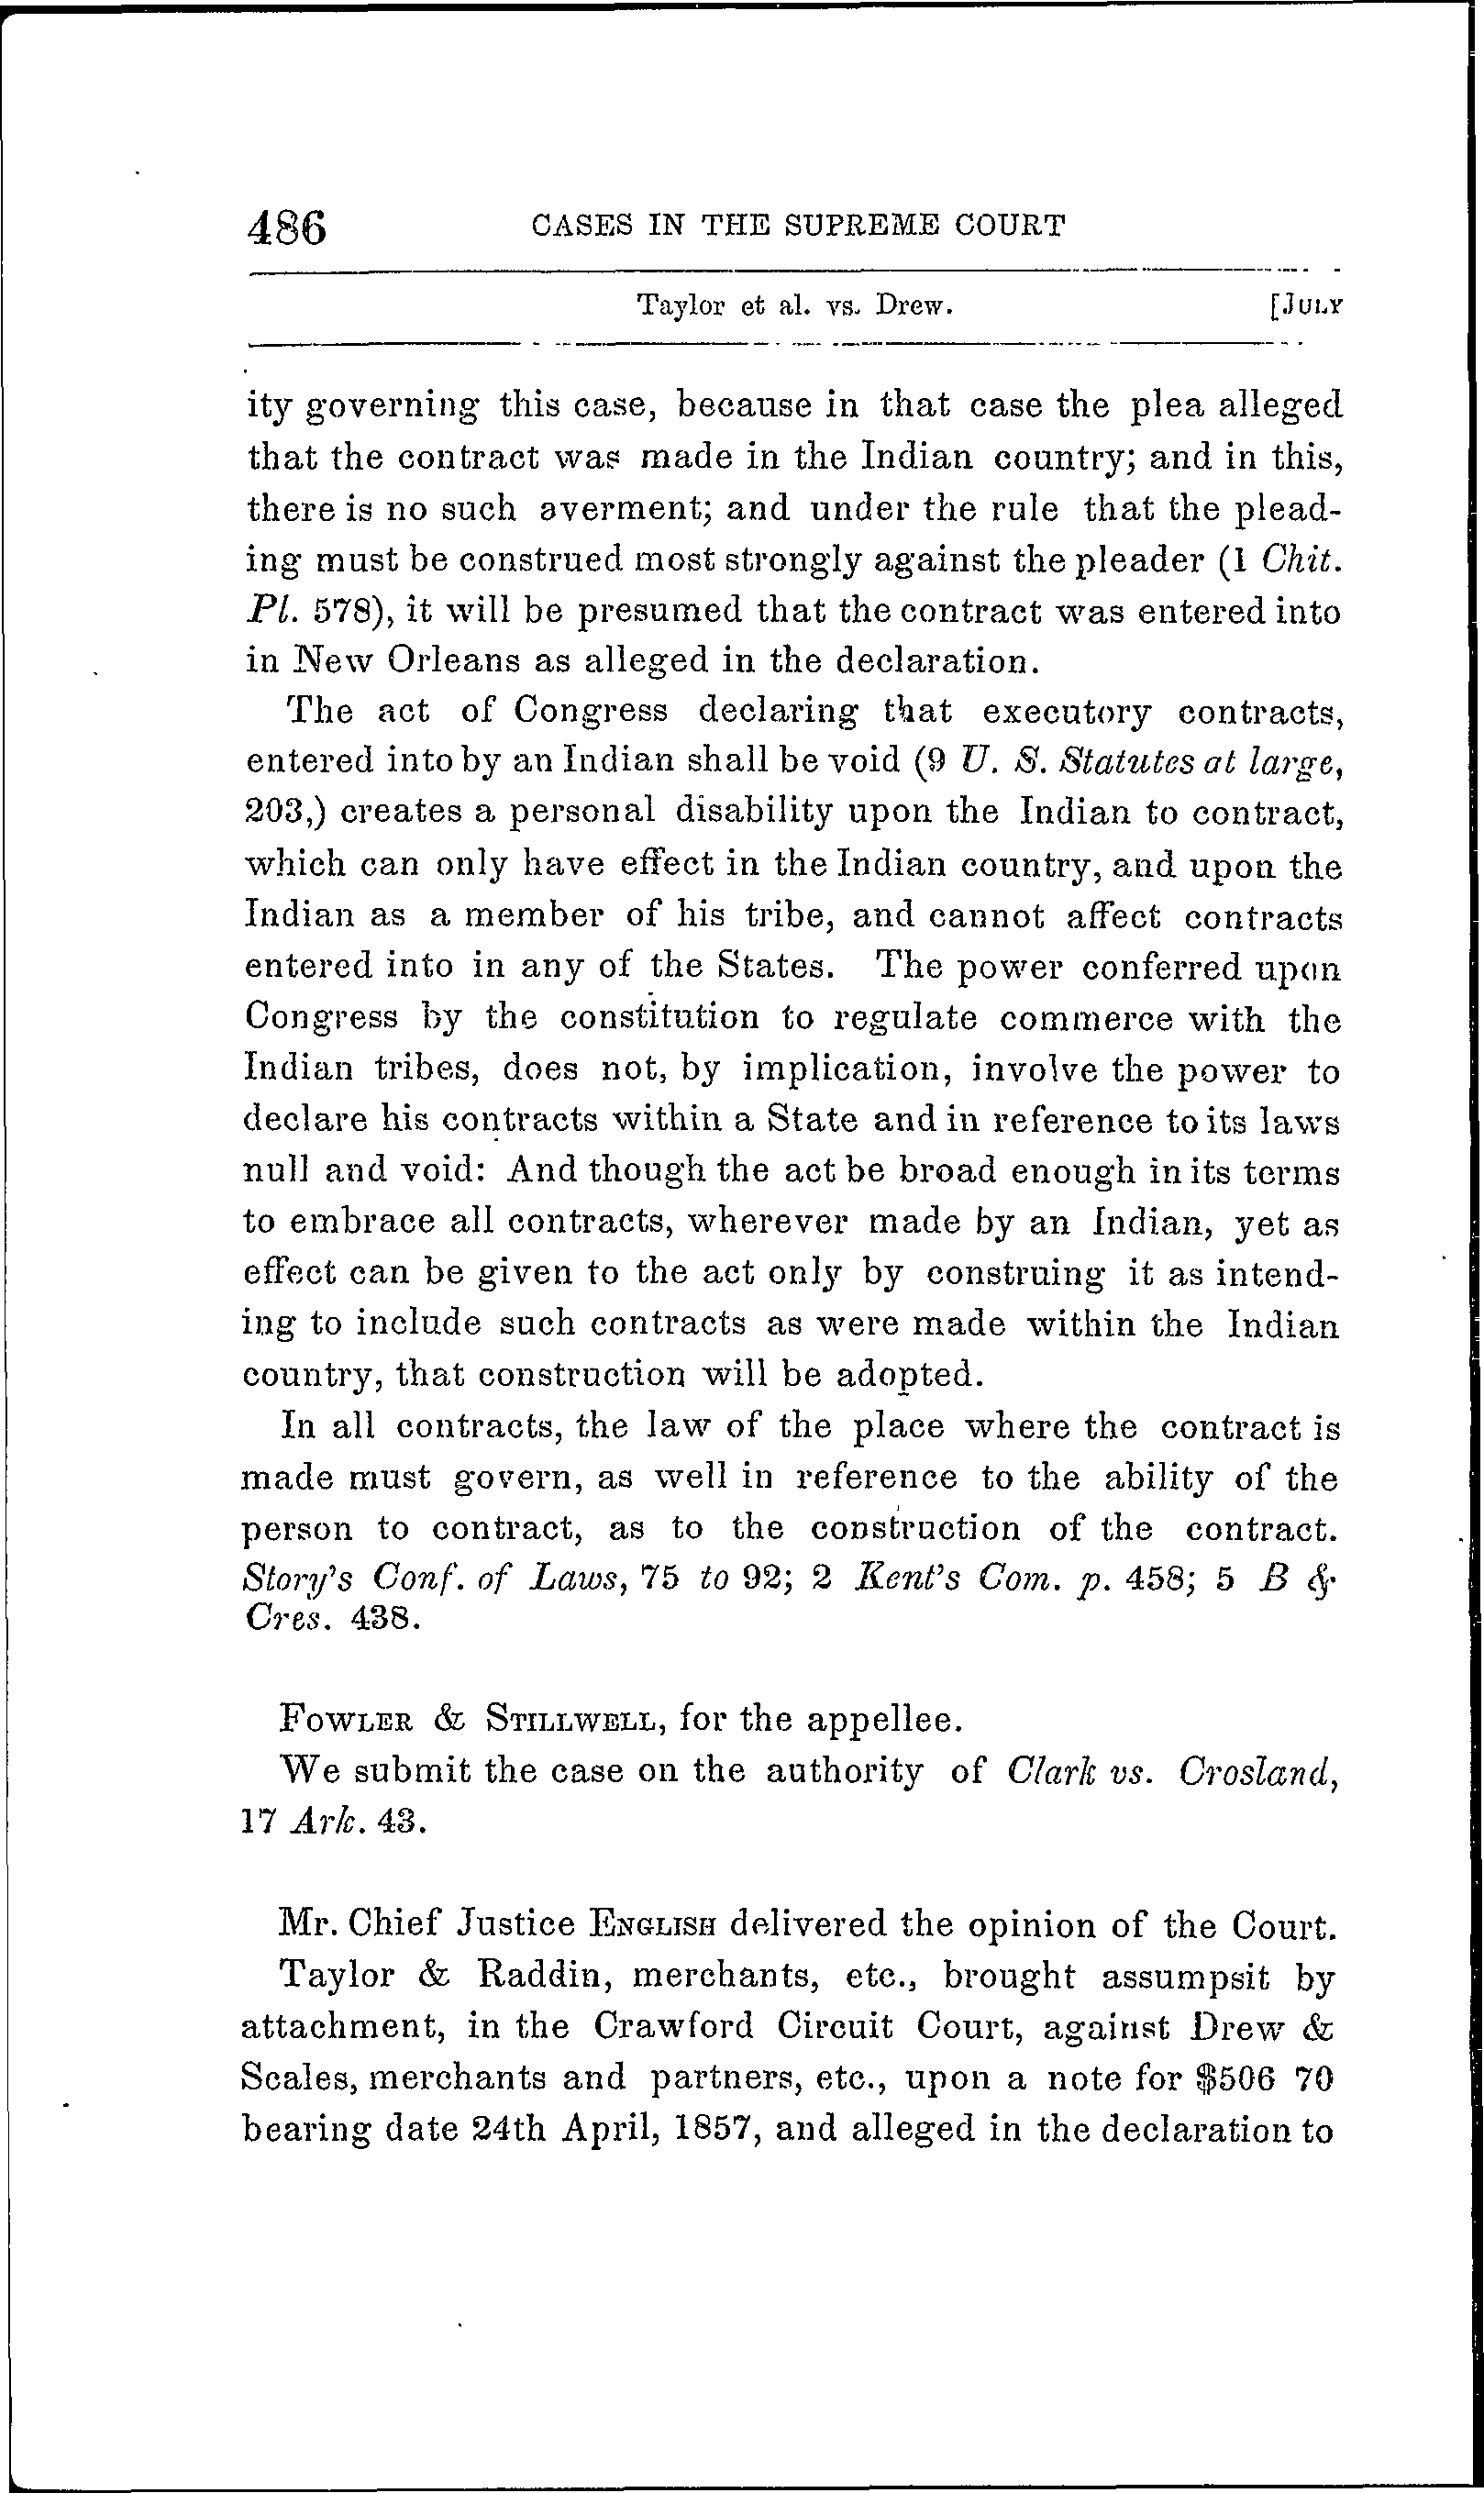 486 CASES IN THE SUPREME COURT
Taylor et al. vs. Drew. [JULY
ity governing this case, because in that case the plea alleged
that the contract was made in the Indian country; and in this,
there is no such averment; and under the rule that the plead-
ing must be construed most strongly against the pleader (1 Chit.
Pl. 578), it will be presumed that the contract was entered into
in New Orleans as alleged in the declaration.
The act of Congress declaring that executory contracts,
entered into by an Indian shall be void (9 U. S. Statutes at large,
203,) creates a personal disability upon the Indian to contract,
which can only have effect in the Indian country, and upon the
Indian as a member of his tribe, and cannot affect contracts
entered into in any of the States. The power conferred upon
Congress by the constitution to regulate commerce with the
Indian tribes, does not, by implication, involve the power to
declare his contracts within a State and in reference to its laws
null and void: And though the act be broad enough in its terms
to embrace all contracts, wherever made by an Indian, yet as
effect can be given to the act only by construing it as intend-
ing to include such contracts as were made within the Indian
country, that construction will be adopted.
In all contracts, the law of the place where the contract is
made must govern, as well in reference to the ability of the
person to contract, as to the construction of the contract.
Story's Conf. of Laws, 75 to 92; 2 Kent's Com. p. 458; 5 B &
Cres. 438.
FOWLER & STILLWELL, for the appellee.
We submit the case on the authority of Clark vs. Crosland,
17 Ark. 43.
Mr. Chief Justice ENGLISH delivered the opinion of the Court.
Taylor & Raddin, merchants, etc., brought assumpsit by
attachment, in the Crawford Circuit Court, against Drew &
Scales, merchants and partners, etc., upon a note for $506 70
bearing date 24th April, 1857, and alleged in the declaration to